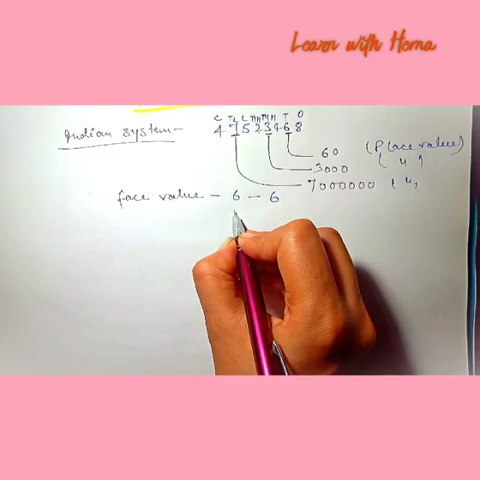 Learn with Hema
C TL L TTH TH H T O
Indian system - 4 7 5 2 3 4 6 8
60 (Place value)
3000 ( " )
7000000 ( " )
face value - 6 - 6